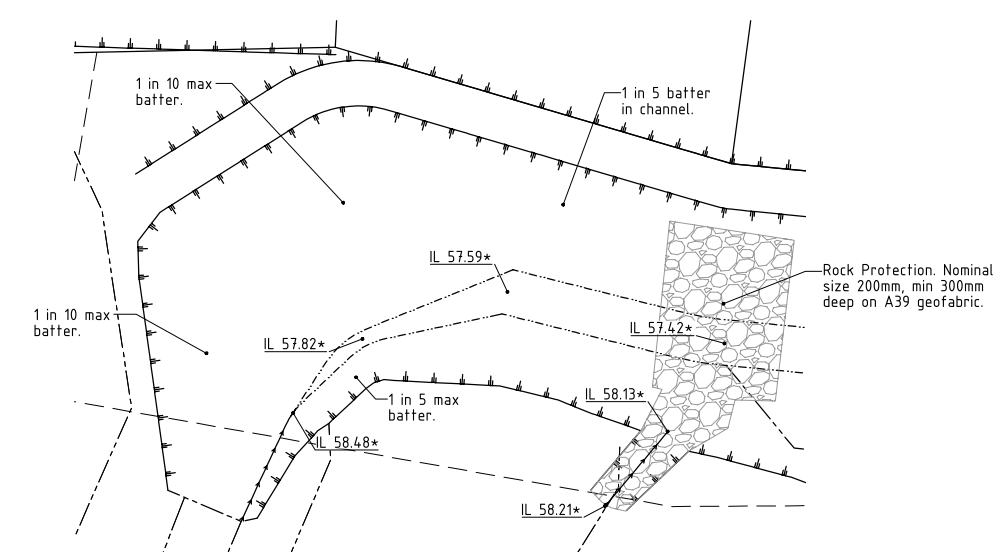 1 in 10 max
batter.
1 in 5 batter
in channel.
IL 57.59*
Rock Protection. Nominal
size 200mm, min 300mm
deep on A39 geofabric.
1 in 10 max
batter.
IL 57.82*
IL 57.42*
1 in 5 max
batter.
IL 58.13*
IL 58.48*
IL 58.21*